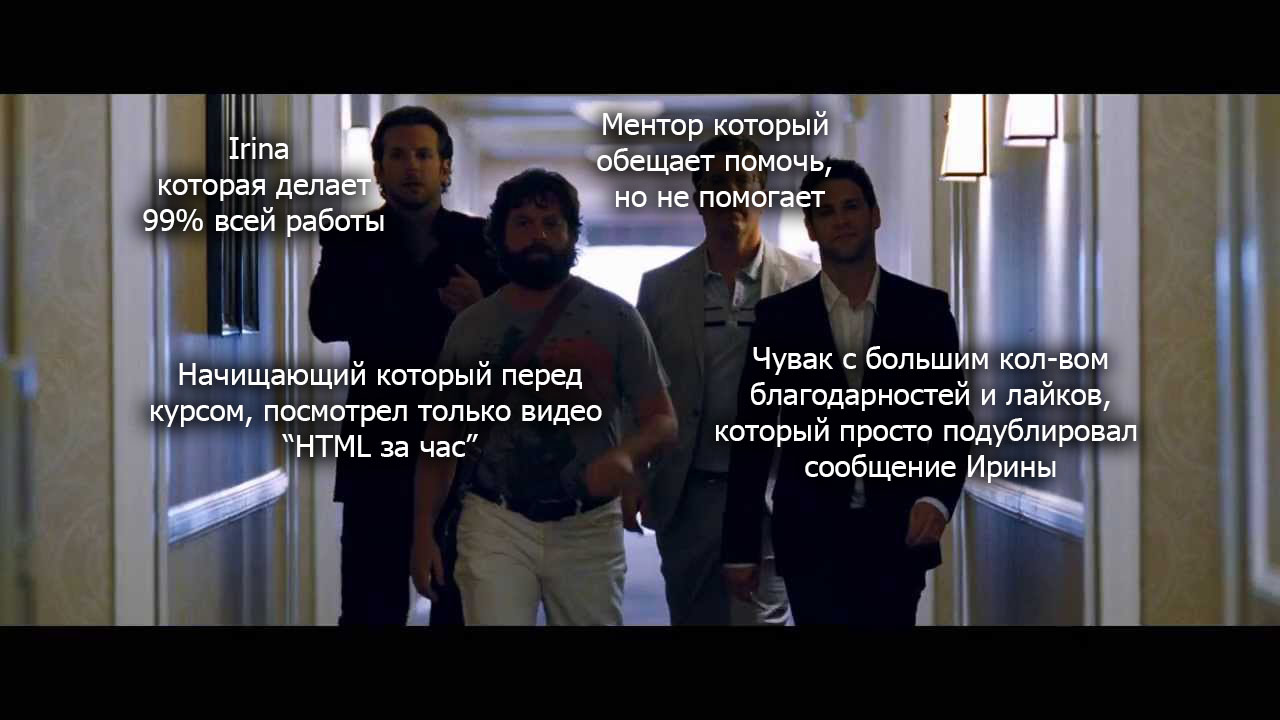 Irina
которая делает
99% всей работы
Ментор который
обещает помочь,
но не помогает
Начищающий который перед
курсом, посмотрел только видео
“HTML за час”
Чувак с большим кол-вом
благодарностей и лайков,
который просто подублировал
сообщение Ирины